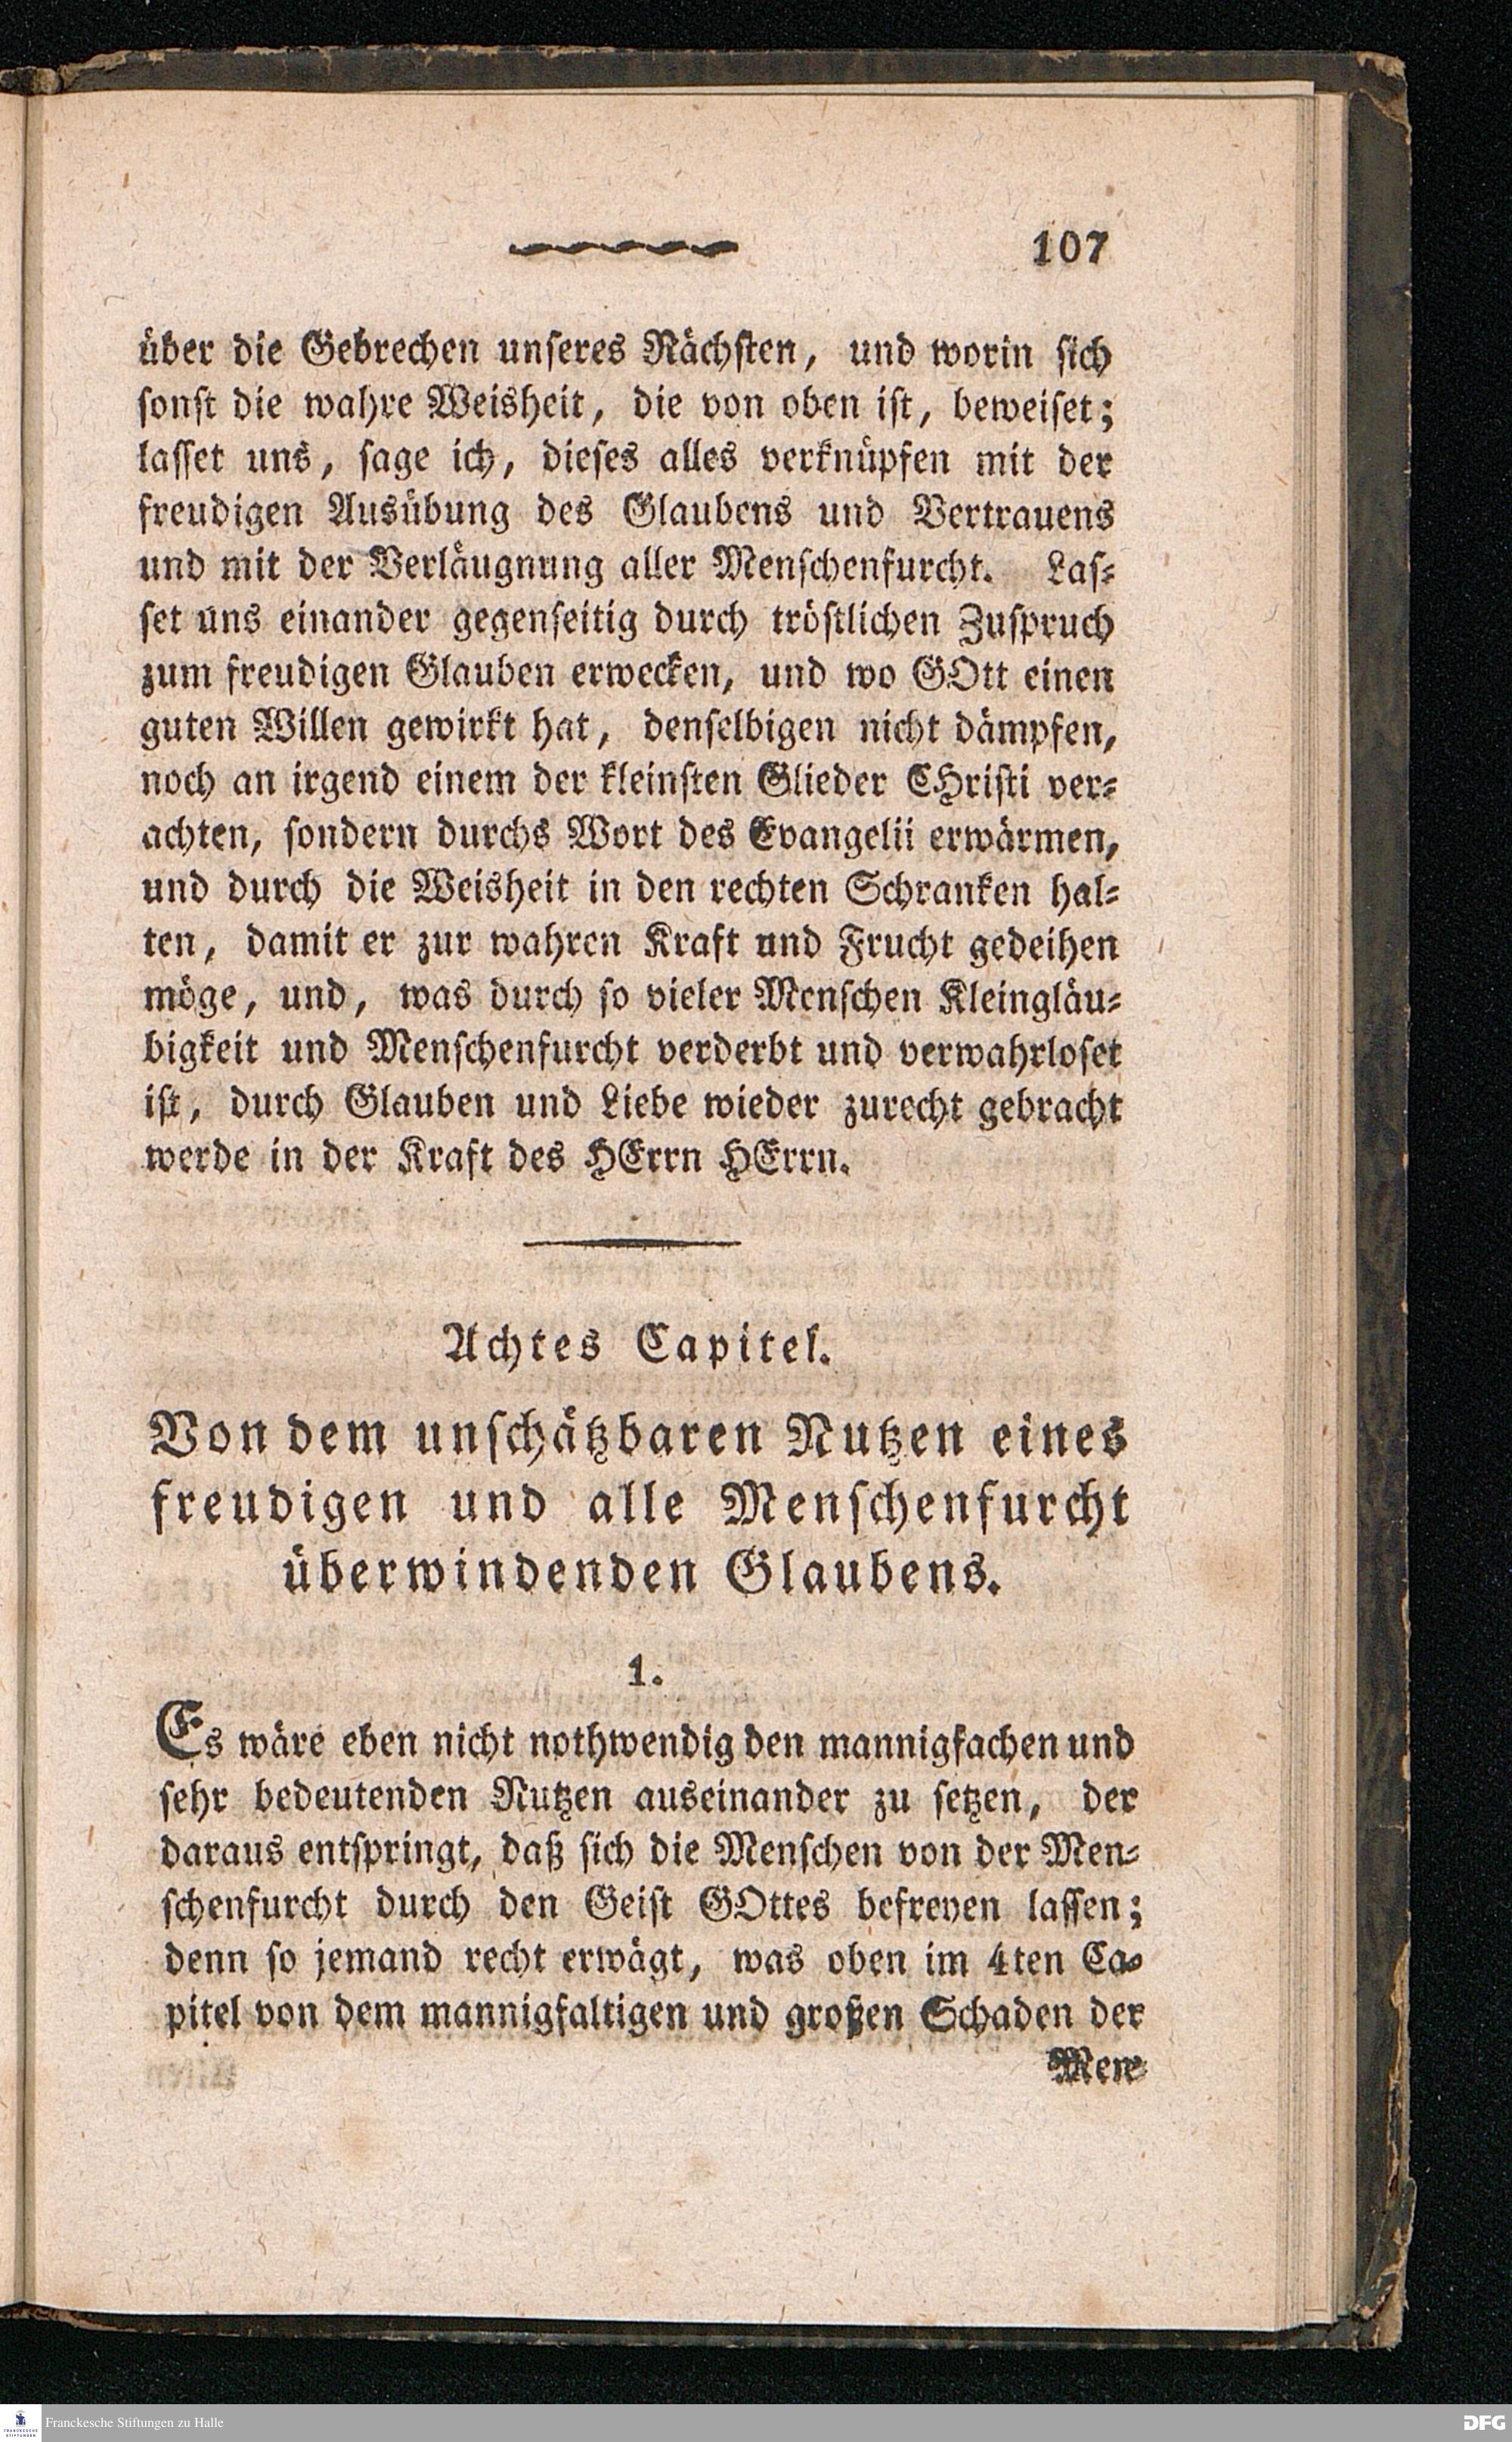 107
über die Gebrechen unseres Nächsten, und worin sich
sonst die wahre Weisheit, die von oben ist, beweiset;
lasset uns, sage ich, dieses alles verknüpfen mit der
freudigen Ausübung des Glaubens und Vertrauens
und mit der Verläugnung aller Menschenfurcht. Las-
set uns einander gegenseitig durch tröstlichen Zuspruch
zum freudigen Glauben erwecken, und wo GOtt einen
guten Willen gewirkt hat, denselbigen nicht dämpfen,
noch an irgend einem der kleinsten Glieder CHristi ver-
achten, sondern durchs Wort des Evangelii erwärmen,
und durch die Weisheit in den rechten Schranken hal-
ten, damit er zur wahren Kraft und Frucht gedeihen
möge, und, was durch so vieler Menschen Kleingläu-
bigkeit und Menschenfurcht verderbt und verwahrloset
ist, durch Glauben und Liebe wieder zurecht gebracht
werde in der Kraft des HErrn HErrn.
Achtes Capitel.
Von dem unschätzbaren Nutzen eines
freudigen und alle Menschenfurcht
überwindenden Glaubens.
1.
Es wäre eben nicht nothwendig den mannigfachen und
sehr bedeutenden Nutzen auseinander zu setzen, der
daraus entspringt, daß sich die Menschen von der Men-
schenfurcht durch den Geist GOttes befreyen lassen;
denn so jemand recht erwägt, was oben im 4ten Ca-
pitel von dem mannigfaltigen und großen Schaden der
Men-
Franckesche Stiftungen zu Halle
DFG